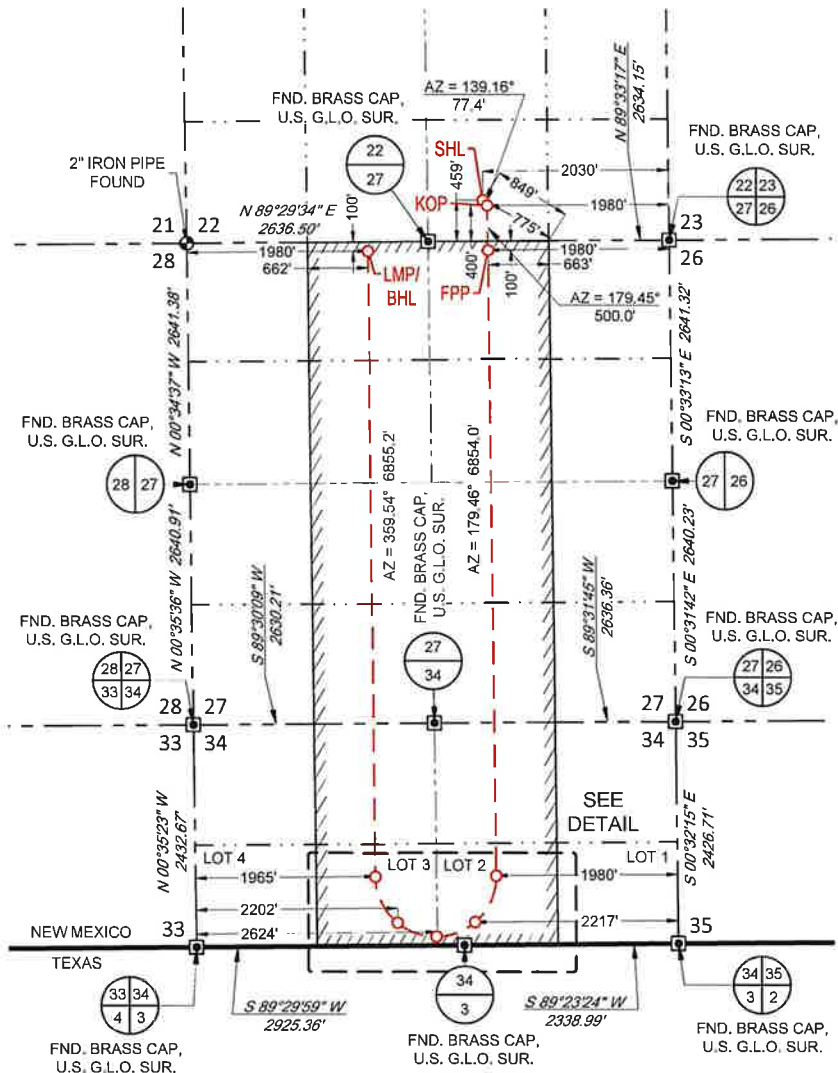 AZ = 139.16°
77.4'
FND. BRASS CAP,
U.S. G.L.O. SUR.
N 89°33'17" E
2634.15'
FND. BRASS CAP,
U.S. G.L.O. SUR.
2" IRON PIPE
FOUND
22
27
SHL
459'
2030'
849'
22 23
27 26
KOP
1980'
775'
N 89°29'34" E
2636.50'
100'
21 22
23
28
26
1980'
1980'
662'
663'
LMP/
BHL
FPP
400'
100'
AZ = 179.45°
500.0'
N 00°34'37" W 2641.38'
S 00°33'13" E 2641.32'
FND. BRASS CAP,
U.S. G.L.O. SUR.
FND. BRASS CAP,
U.S. G.L.O. SUR.
28 27
27 26
AZ = 359.54° 6855.2'
FND. BRASS CAP,
U.S. G.L.O. SUR.
AZ = 179.46° 6854.0'
N 00°35'36" W 2640.91'
S 00°31'42" E 2640.23'
S 89°30'09" W
2630.21'
S 89°31'45" W
2636.36'
FND. BRASS CAP,
U.S. G.L.O. SUR.
FND. BRASS CAP,
U.S. G.L.O. SUR.
28 27
33 34
27
34
27 26
34 35
28 27
27 26
33 34
34 35
N 00°35'23" W
2432.67'
S 00°32'15" E
2426.71'
SEE
DETAIL
LOT 4
LOT 3
LOT 2
LOT 1
1965'
1980'
2202'
2217'
2624'
NEW MEXICO
33
35
TEXAS
33 34
4 3
S 89°29'59" W
2925.36'
34
3
S 89°23'24" W
2338.99'
34 35
3 2
FND. BRASS CAP,
U.S. G.L.O. SUR.
FND. BRASS CAP,
U.S. G.L.O. SUR.
FND. BRASS CAP,
U.S. G.L.O. SUR.